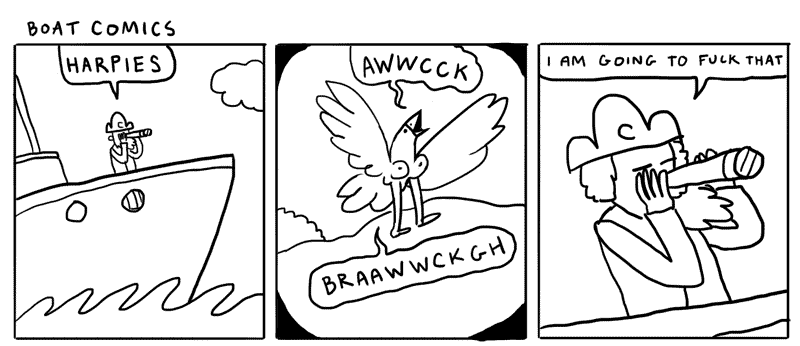 BOAT COMICS
HARPIES
AWWCCK
BRAAWWCKGH
I AM GOING TO FUCK THAT
C